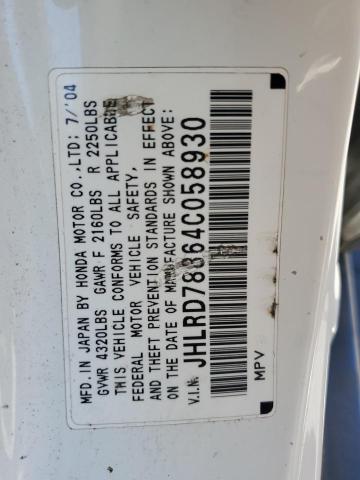 MFD.IN JAPAN BY HONDA MOTOR CO.,LTD: 7/'04
GVWR 4320LBS GAWR F 2160LBS R 2250LBS
THIS VEHICLE CONFORMS TO ALL APPLICABLE
FEDERAL MOTOR VEHICLE SAFETY,
AND THEFT PREVENTION STANDARDS IN EFFECT
ON THE DATE OF MANUFACTURE SHOWN ABOVE:
V.I.N. JHLRD78364C058930
MPV